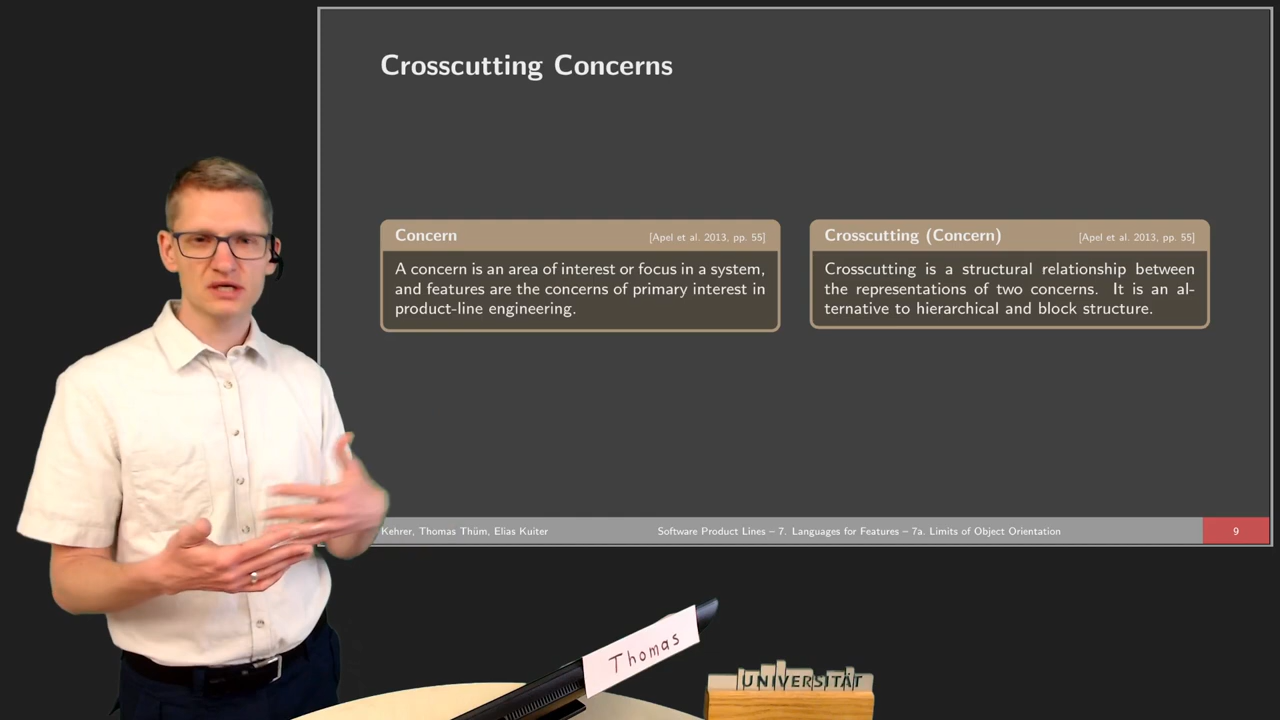 Crosscutting Concerns
Concern [Apel et al. 2013, pp. 55]
A concern is an area of interest or focus in a system,
and features are the concerns of primary interest in
product-line engineering.
Crosscutting (Concern) [Apel et al. 2013, pp. 55]
Crosscutting is a structural relationship between
the representations of two concerns. It is an al-
ternative to hierarchical and block structure.
Kehrer, Thomas Thüm, Elias Kuiter Software Product Lines – 7. Languages for Features – 7a. Limits of Object Orientation 9
Thomas
UNIVERSITÄT